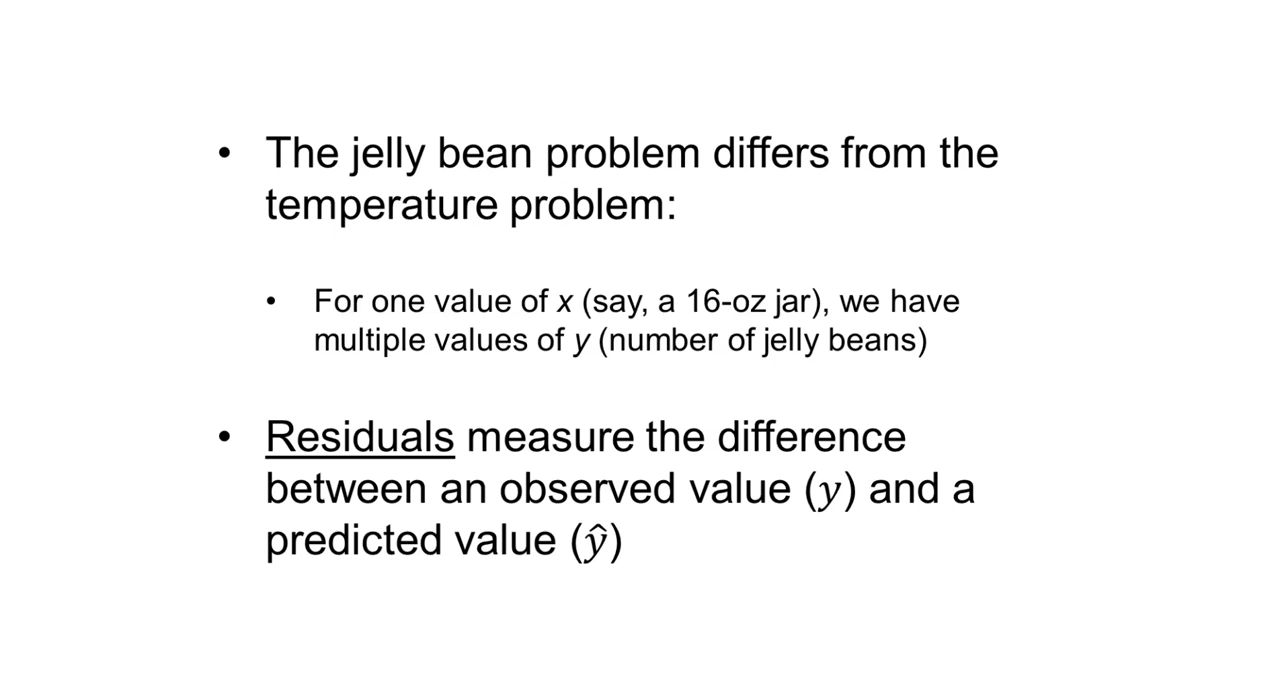 • The jelly bean problem differs from the
temperature problem:
• For one value of x (say, a 16-oz jar), we have
multiple values of y (number of jelly beans)
• Residuals measure the difference
between an observed value (y) and a
predicted value (ŷ)